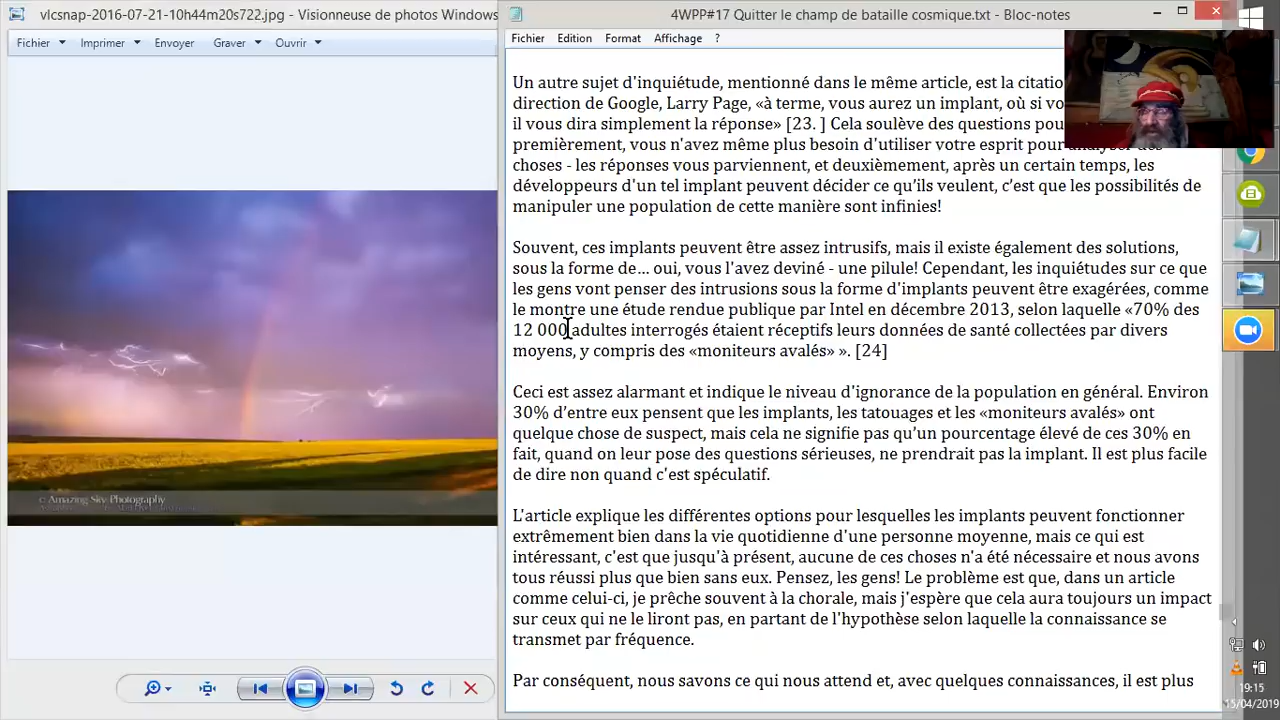 vlcsnap-2016-07-21-10h44m20s722.jpg - Visionneuse de photos Windows
Fichier Imprimer Envoyer Graver Ouvrir
© Amazing Sky Photography
4WPP#17 Quitter le champ de bataille cosmique.txt - Bloc-notes
Fichier Edition Format Affichage ?
Un autre sujet d'inquiétude, mentionné dans le même article, est la citatio
direction de Google, Larry Page, «à terme, vous aurez un implant, où si vo
il vous dira simplement la réponse» [23. ] Cela soulève des questions pou
premièrement, vous n'avez même plus besoin d'utiliser votre esprit pour analyser des
choses - les réponses vous parviennent, et deuxièmement, après un certain temps, les
développeurs d'un tel implant peuvent décider ce qu'ils veulent, c'est que les possibilités de
manipuler une population de cette manière sont infinies!
Souvent, ces implants peuvent être assez intrusifs, mais il existe également des solutions,
sous la forme de... oui, vous l'avez deviné - une pilule! Cependant, les inquiétudes sur ce que
les gens vont penser des intrusions sous la forme d'implants peuvent être exagérées, comme
le montre une étude rendue publique par Intel en décembre 2013, selon laquelle «70% des
12 000 adultes interrogés étaient réceptifs leurs données de santé collectées par divers
moyens, y compris des «moniteurs avalés» ». [24]
Ceci est assez alarmant et indique le niveau d'ignorance de la population en général. Environ
30% d'entre eux pensent que les implants, les tatouages et les «moniteurs avalés» ont
quelque chose de suspect, mais cela ne signifie pas qu'un pourcentage élevé de ces 30% en
fait, quand on leur pose des questions sérieuses, ne prendrait pas la implant. Il est plus facile
de dire non quand c'est spéculatif.
L'article explique les différentes options pour lesquelles les implants peuvent fonctionner
extrêmement bien dans la vie quotidienne d'une personne moyenne, mais ce qui est
intéressant, c'est que jusqu'à présent, aucune de ces choses n'a été nécessaire et nous avons
tous réussi plus que bien sans eux. Pensez, les gens! Le problème est que, dans un article
comme celui-ci, je prêche souvent à la chorale, mais j'espère que cela aura toujours un impact
sur ceux qui ne le liront pas, en partant de l'hypothèse selon laquelle la connaissance se
transmet par fréquence.
Par conséquent, nous savons ce qui nous attend et, avec quelques connaissances, il est plus
19:15
15/04/2019